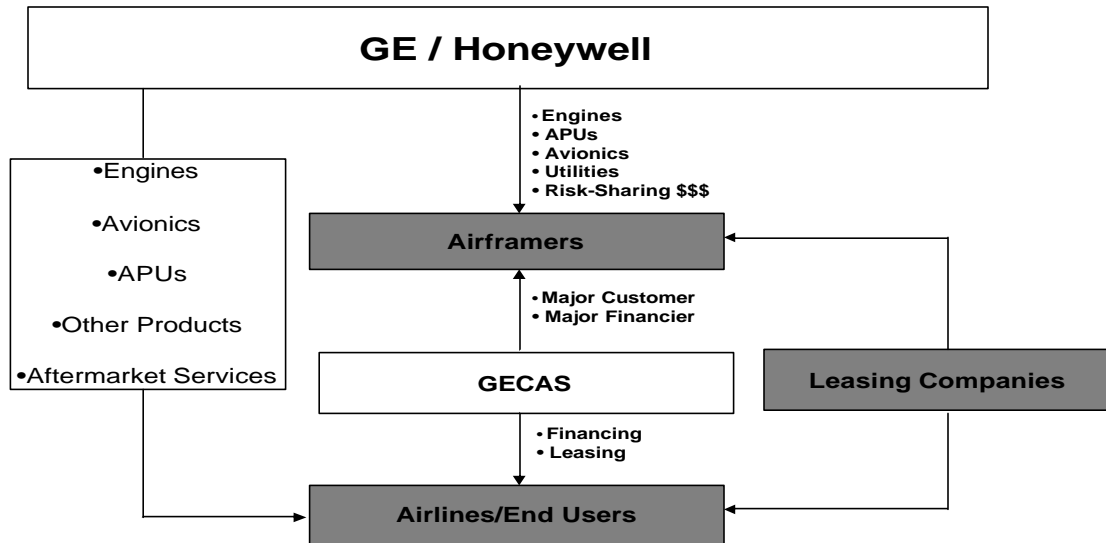 GE / Honeywell
•Engines
•APUs
•Avionics
•Utilities
•Risk-Sharing $$$
•Engines
•Avionics
•APUs
•Other Products
•Aftermarket Services
Airframers
•Major Customer
•Major Financier
GECAS
Leasing Companies
•Financing
•Leasing
Airlines/End Users